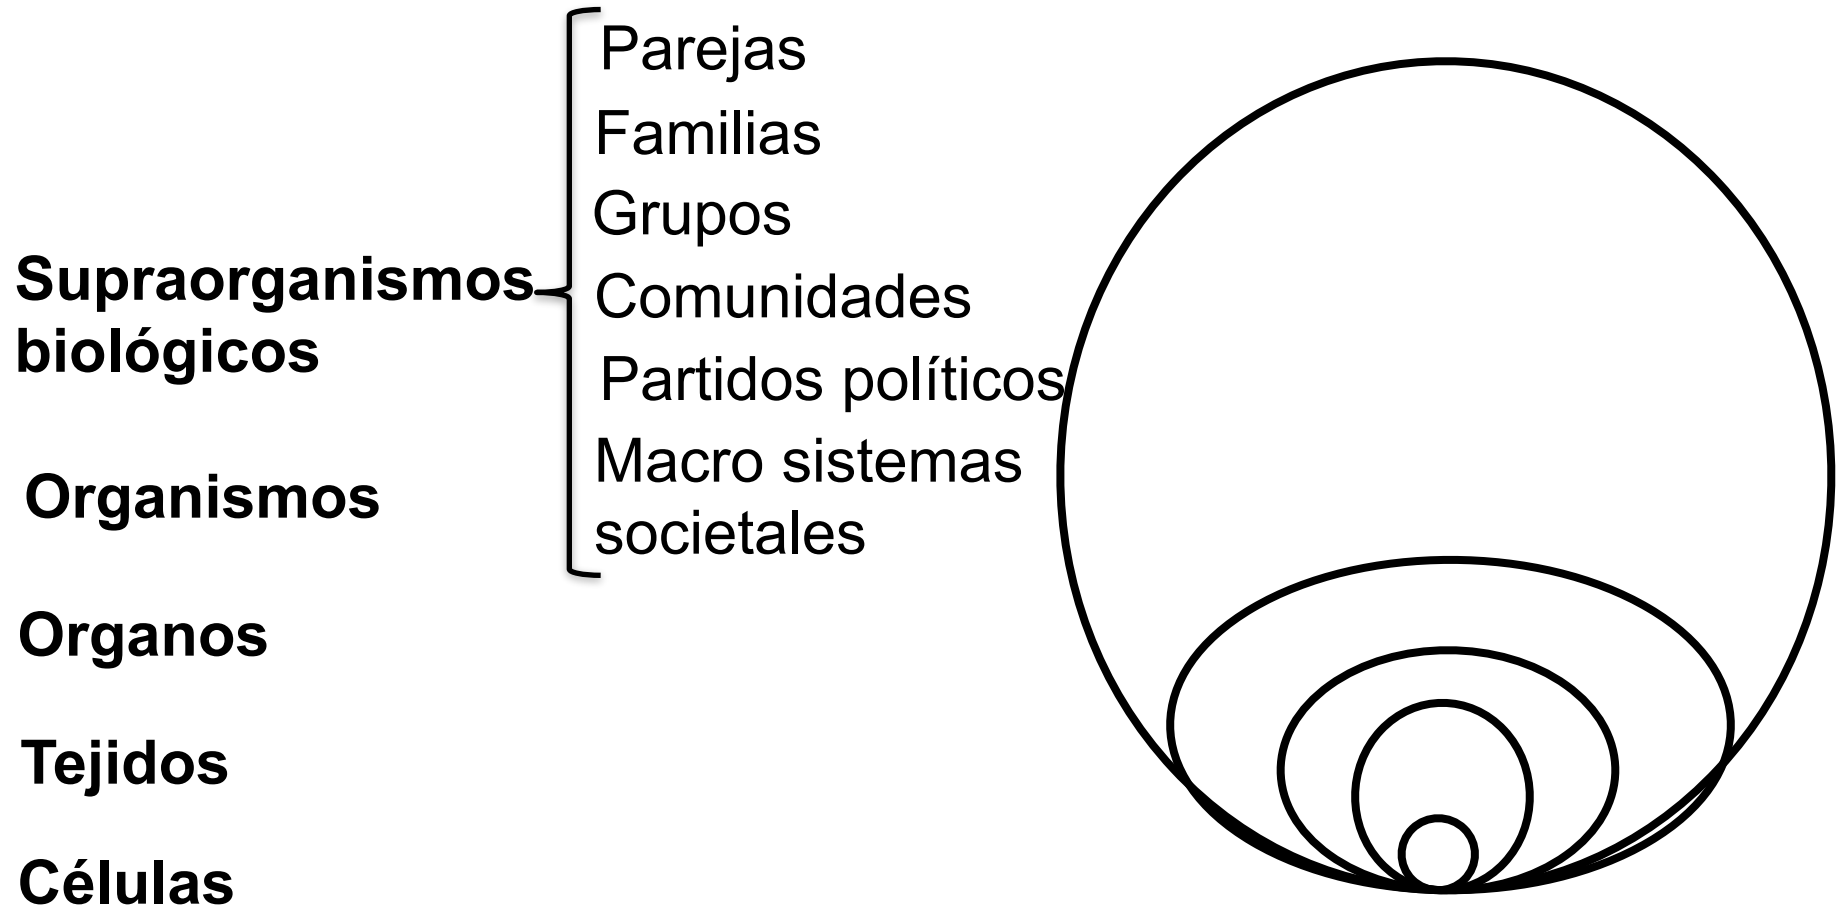 Supraorganismos
biológicos
Parejas
Familias
Grupos
Comunidades
Partidos políticos
Macro sistemas
societales
Organismos
Organos
Tejidos
Células